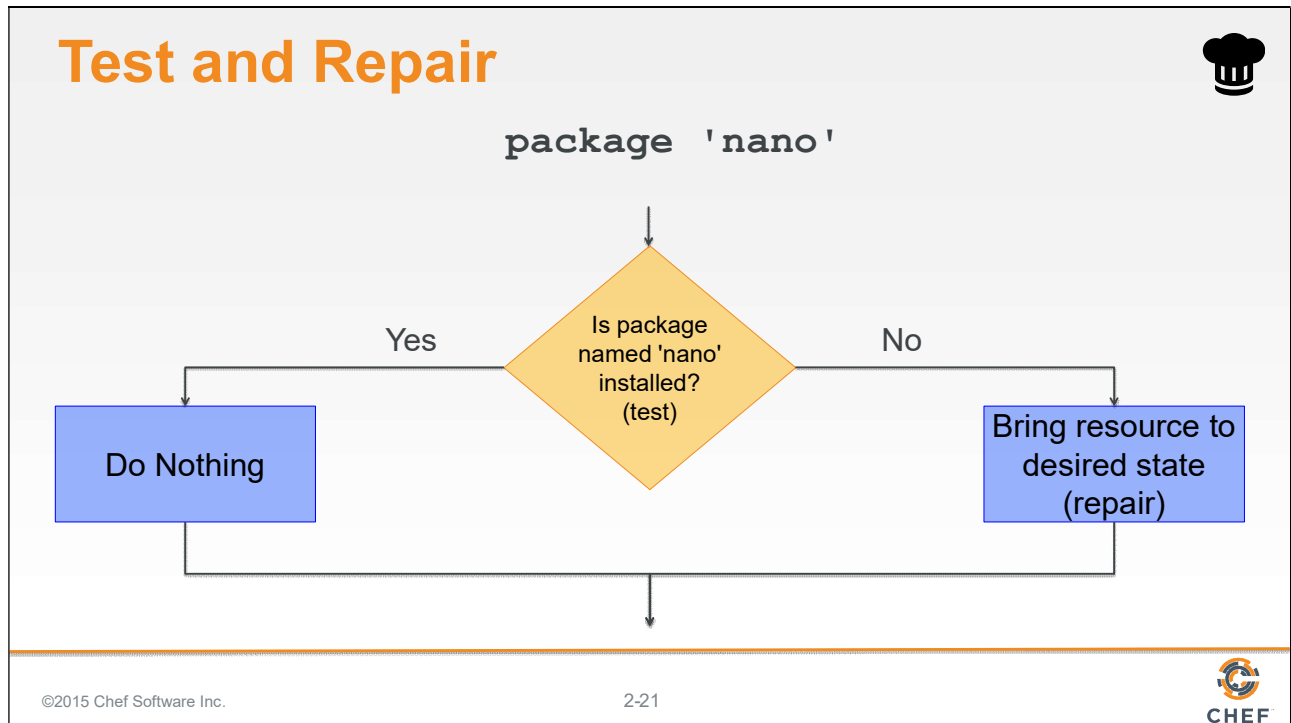 Test and Repair
package 'nano'
Is package
named 'nano'
installed?
(test)
Yes
No
Do Nothing
Bring resource to
desired state
(repair)
©2015 Chef Software Inc.
2-21
CHEF